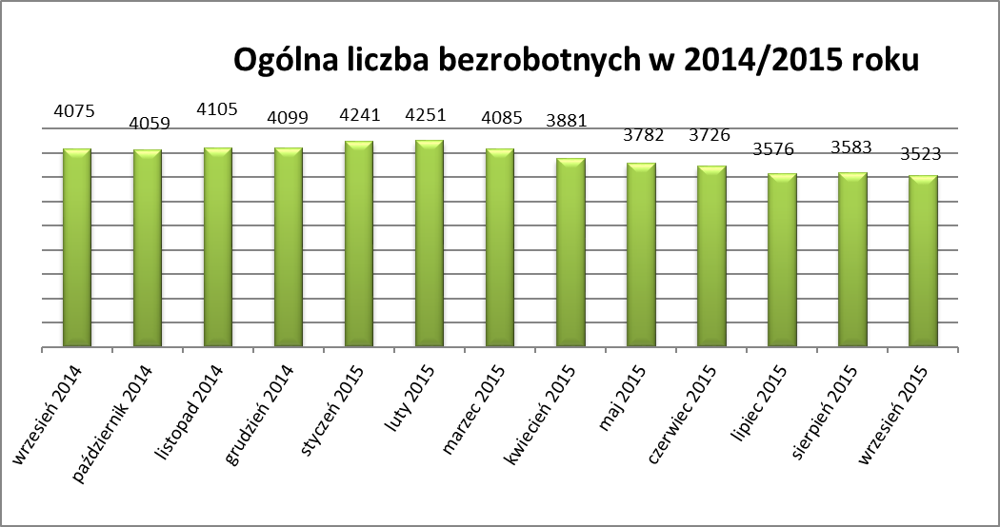 Ogólna liczba bezrobotnych w 2014/2015 roku
4075
4059
4105
4099
4241
4251
4085
3881
3782
3726
3576
3583
3523
wrzesień 2014
październik 2014
listopad 2014
grudzień 2014
styczeń 2015
luty 2015
marzec 2015
kwiecień 2015
maj 2015
czerwiec 2015
lipiec 2015
sierpień 2015
wrzesień 2015